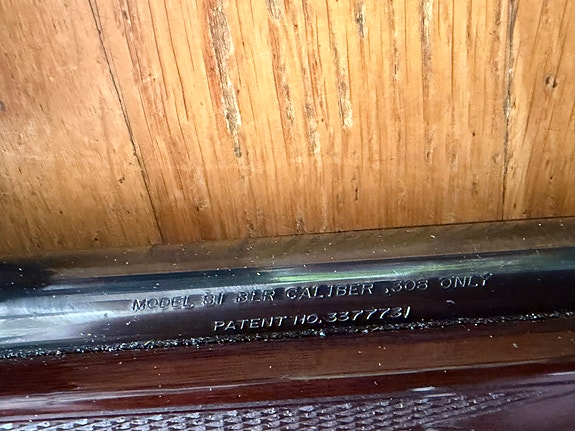 MODEL 81 BLR CALIBER .308 ONLY
PATENT NO. 3377731